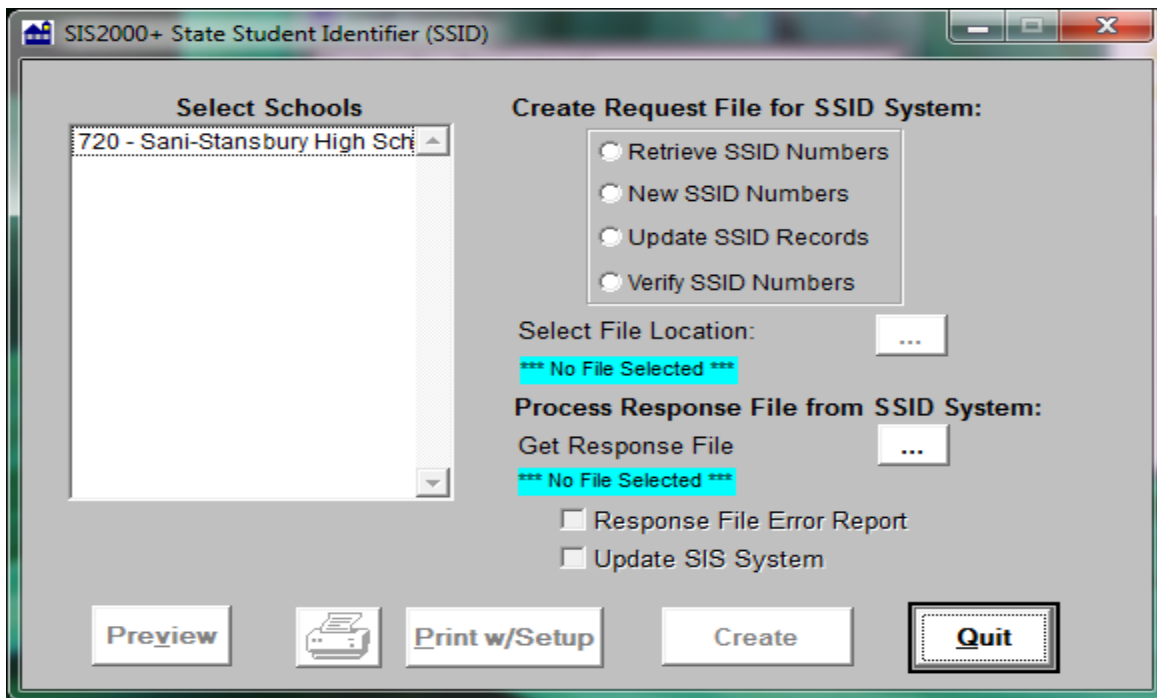 SIS2000+ State Student Identifier (SSID)
Select Schools
720 - Sani-Stansbury High Sch
Create Request File for SSID System:
Retrieve SSID Numbers
New SSID Numbers
Update SSID Records
Verify SSID Numbers
Select File Location:
...
*** No File Selected ***
Process Response File from SSID System:
Get Response File
...
*** No File Selected ***
Response File Error Report
Update SIS System
Preview
Print w/Setup
Create
Quit